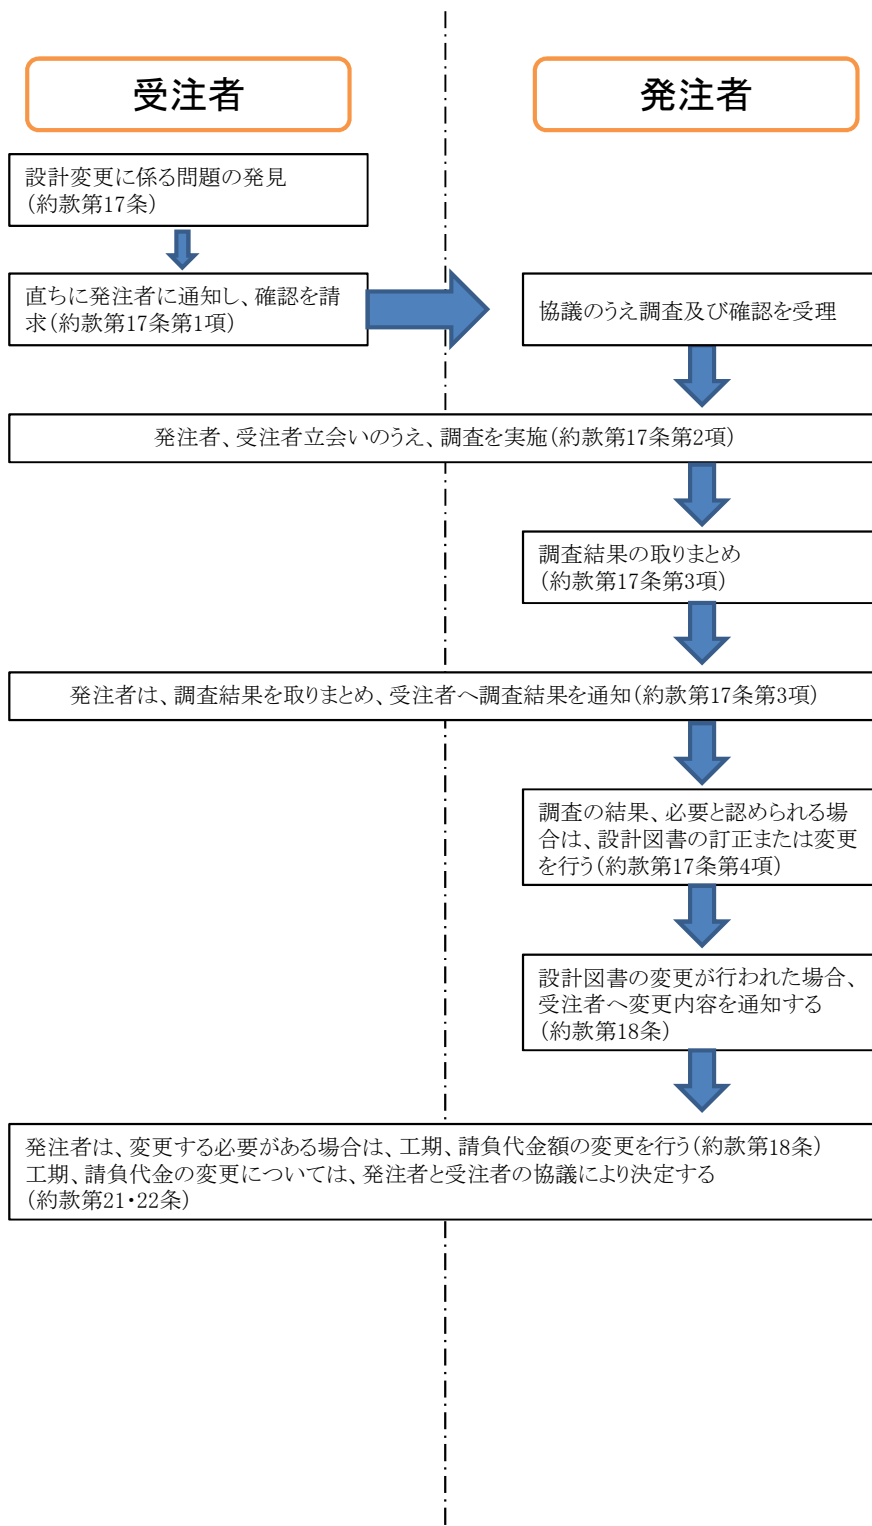 受注者
発注者
設計変更に係る問題の発見
(約款第17条)
直ちに発注者に通知し、確認を請
求(約款第17条第1項)
協議のうえ調査及び確認を受理
発注者、受注者立会いのうえ、調査を実施(約款第17条第2項)
調査結果の取りまとめ
(約款第17条第3項)
発注者は、調査結果を取りまとめ、受注者へ調査結果を通知(約款第17条第3項)
調査の結果、必要と認められる場
合は、設計図書の訂正または変更
を行う(約款第17条第4項)
設計図書の変更が行われた場合、
受注者へ変更内容を通知する
(約款第18条)
発注者は、変更する必要がある場合は、工期、請負代金額の変更を行う(約款第18条)
工期、請負代金の変更については、発注者と受注者の協議により決定する
(約款第21・22条)